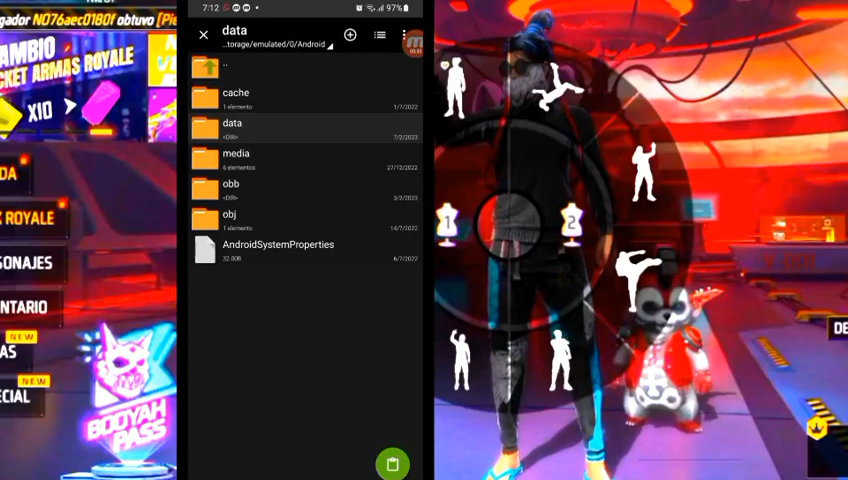 gador N076aec0180f obtuvo [Pie
AMBIO
CKET ARMAS ROYALE
X10
DA
K ROYALE
SONAJES
ENTARIO
NEW
AS
NEW
ECIAL
BOOYAH
PASS
7:12
97%
data
...torage/emulated/0/Android
..
cache
1 elemento
1/7/2022
data
<DIR>
7/2/2023
media
6 elementos
27/12/2022
obb
<DIR>
3/2/2023
obj
1 elemento
14/7/2022
AndroidSystemProperties
32.00B
6/7/2022
1
2
DE